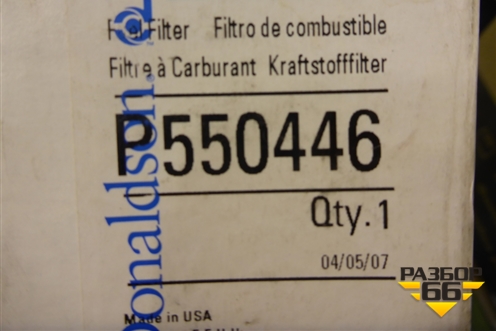 Fuel Filter Filtro de combustible
Filtre à Carburant Kraftstofffilter
P550446
Qty. 1
04/05/07
Made in USA
Donaldson.
РАЗБОР
66